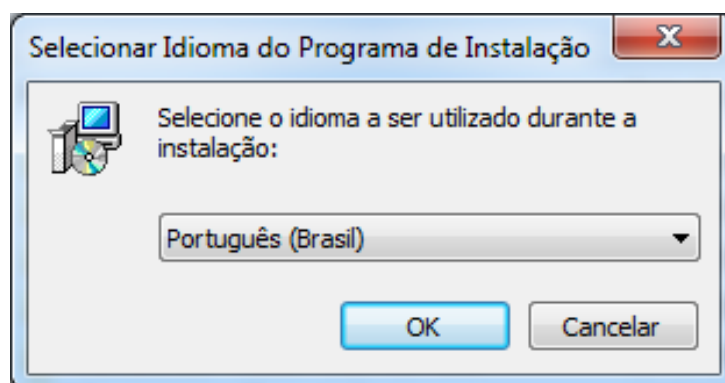 Selecionar Idioma do Programa de Instalação
Selecione o idioma a ser utilizado durante a
instalação:
Português (Brasil)
OK
Cancelar